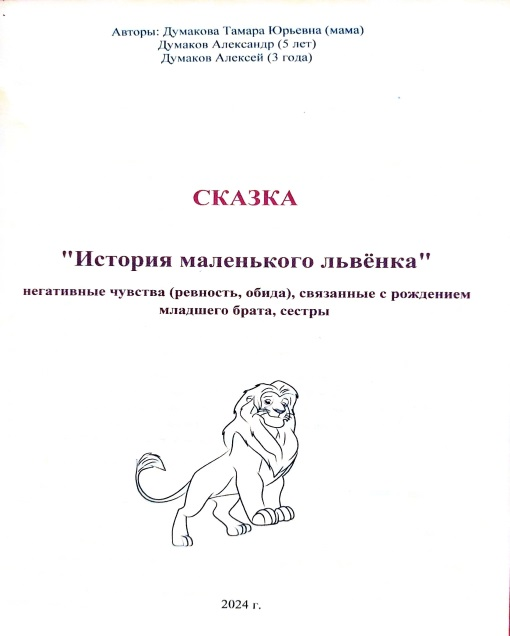 Авторы: Думакова Тамара Юрьевна (мама)
Думаков Александр (5 лет)
Думаков Алексей (3 года)
СКАЗКА
"История маленького львёнка"
негативные чувства (ревность, обида), связанные с рождением
младшего брата, сестры
2024 г.